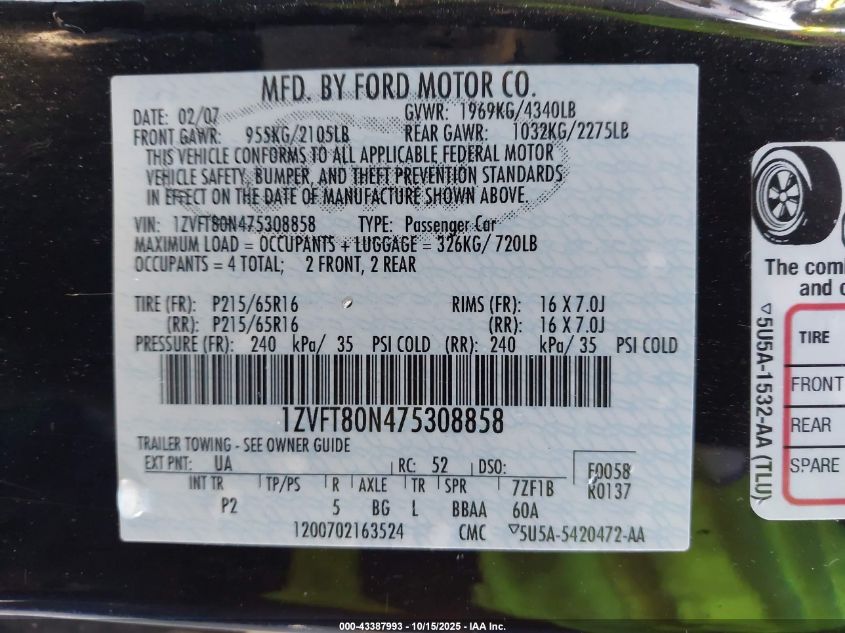 MFD. BY FORD MOTOR CO.
DATE: 02/07 GVWR: 1969KG/4340LB
FRONT GAWR: 955KG/2105LB REAR GAWR: 1032KG/2275LB
THIS VEHICLE CONFORMS TO ALL APPLICABLE FEDERAL MOTOR
VEHICLE SAFETY, BUMPER, AND THEFT PREVENTION STANDARDS
IN EFFECT ON THE DATE OF MANUFACTURE SHOWN ABOVE.
VIN: 1ZVFT80N475308858 TYPE: Passenger Car
MAXIMUM LOAD = OCCUPANTS + LUGGAGE = 326KG/ 720LB
OCCUPANTS = 4 TOTAL; 2 FRONT, 2 REAR
TIRE (FR): P215/65R16 RIMS (FR): 16 X 7.0J
(RR): P215/65R16 (RR): 16 X 7.0J
PRESSURE (FR): 240 kPa/ 35 PSI COLD (RR): 240 kPa/ 35 PSI COLD
1ZVFT80N475308858
TRAILER TOWING - SEE OWNER GUIDE
EXT PNT: UA RC: 52 DSO: F0058
INT TR TP/PS R AXLE TR SPR 7ZF1B R0137
P2 5 BG L BBAA 60A
1200702163524 CMC ▽5U5A-5420472-AA
The comb
and o
TIRE
FRONT
REAR
SPARE
▽5U5A-1532-AA (TLU)
000-43387993 - 10/15/2025 - IAA Inc.